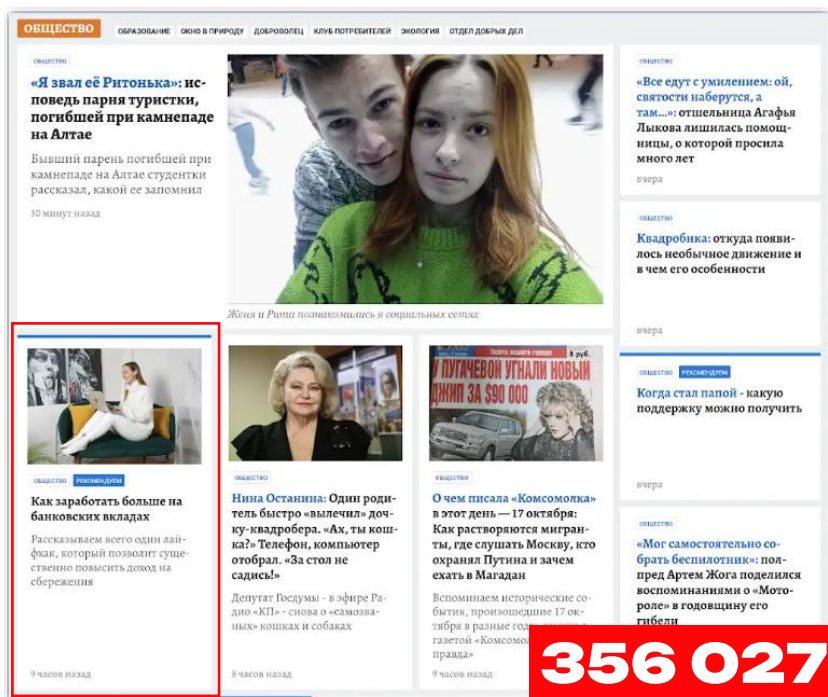 ОБЩЕСТВО
ОБРАЗОВАНИЕ ОКНО В ПРИРОДУ ДОБРОВОЛЕЦ КЛУБ ПОТРЕБИТЕЛЕЙ ЭКОЛОГИЯ ОТДЕЛ ДОБРЫХ ДЕЛ
ОБЩЕСТВО
«Я звал её Ритонька»: ис-
поведь парня туристки,
погибшей при камнепаде
на Алтае
Бывший парень погибшей при
камнепаде на Алтае студентки
рассказал, какой ее запомнил
30 минут назад
Женя и Рита познакомились в социальных сетях
ОБЩЕСТВО
«Все едут с умилением: ой,
святости наберутся, а
там...»: отшельница Агафья
Лыкова лишилась помощ-
ницы, о которой просила
много лет
вчера
ОБЩЕСТВО
Квадробика: откуда появи-
лось необычное движение и
в чем его особенности
вчера
ОБЩЕСТВО РЕКОМЕНДУЕМ
Когда стал папой - какую
поддержку можно получить
вчера
ОБЩЕСТВО
«Мог самостоятельно со-
брать беспилотник»: пол-
пред Артем Жога поделился
воспоминаниями о «Мото-
роле» в годовщину его
гибели
ОБЩЕСТВО РЕКОМЕНДУЕМ
Как заработать больше на
банковских вкладах
Рассказываем всего один лай-
фхак, который позволит суще-
ственно повысить доход на
сбережения
9 часов назад
ОБЩЕСТВО
Нина Останина: Один роди-
тель быстро «вылечил» доч-
ку-квадробера. «Ах, ты кош-
ка?» Телефон, компьютер
отобрал. «За стол не
садись!»
Депутат Госдумы - в эфире Ра-
дио «КП» - снова о «самозва-
ных» кошках и собаках
8 часов назад
Газета нашего города 8 руб.
У ПУГАЧЕВОЙ УГНАЛИ НОВЫЙ
ДЖИП ЗА $90 000
ОБЩЕСТВО
О чем писала «Комсомолка»
в этот день — 17 октября:
Как растворяются мигран-
ты, где слушать Москву, кто
охранял Путина и зачем
ехать в Магадан
Вспоминаем исторические со-
бытия, произошедшие 17 ок-
тября в разные
газетой
правда»
9 часов назад
356 027